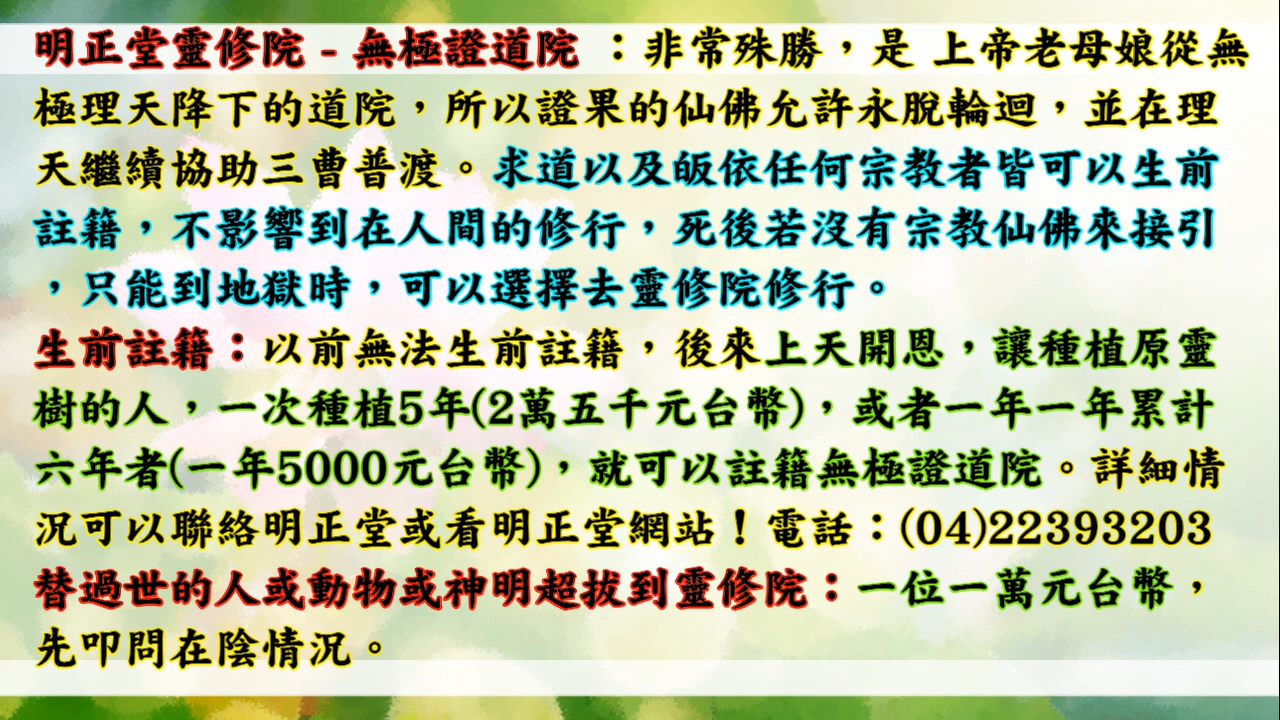 明正堂靈修院 - 無極證道院 ：非常殊勝，是 上帝老母娘從無
極理天降下的道院，所以證果的仙佛允許永脫輪迴，並在理
天繼續協助三曹普渡。求道以及皈依任何宗教者皆可以生前
註籍，不影響到在人間的修行，死後若沒有宗教仙佛來接引
，只能到地獄時，可以選擇去靈修院修行。
生前註籍：以前無法生前註籍，後來上天開恩，讓種植原靈
樹的人，一次種植5年(2萬五千元台幣)，或者一年一年累計
六年者(一年5000元台幣)，就可以註籍無極證道院。詳細情
況可以聯絡明正堂或看明正堂網站！電話：(04)22393203
替過世的人或動物或神明超拔到靈修院：一位一萬元台幣，
先叩問在陰情況。